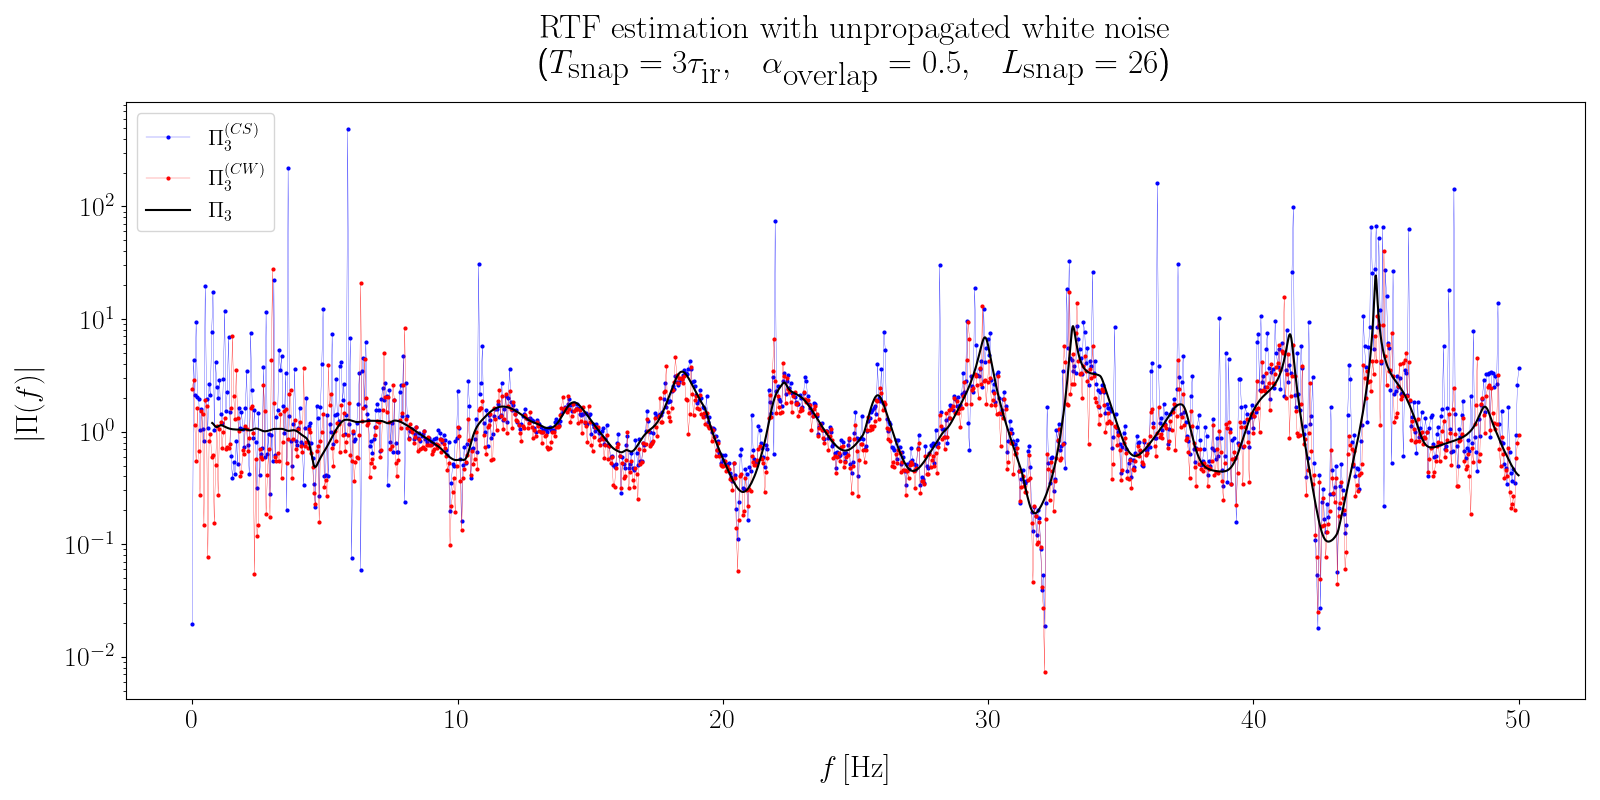 RTF estimation with unpropagated white noise
(T_snap = 3τ_ir, α_overlap = 0.5, L_snap = 26)
Π_3^(CS)
Π_3^(CW)
Π_3
|Π(f)|
10^2
10^1
10^0
10^−1
10^−2
0 10 20 30 40 50
f [Hz]